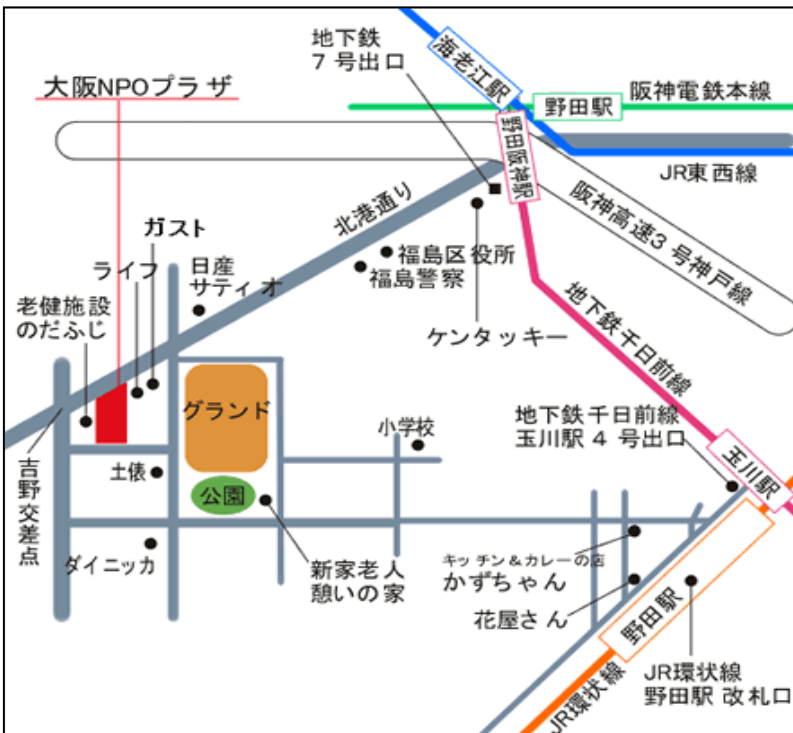 地下鉄
7 号出口
海老江駅
野田駅
阪神電鉄本線
大阪NPOプラザ
野田阪神駅
JR東西線
北港通り
阪神高速3 号神戸線
ガスト
ライフ
日産
サティオ
福島区役所
福島警察
老健施設
のだふじ
ケンタッキー
地下鉄千日前線
グランド
小学校
地下鉄千日前線
玉川駅 4 号出口
玉川駅
吉野交差点
土俵
公園
ダイニッカ
新家老人
憩いの家
キッチン&カレーの店
かずちゃん
花屋さん
野田駅
JR環状線
JR環状線
野田駅 改札口